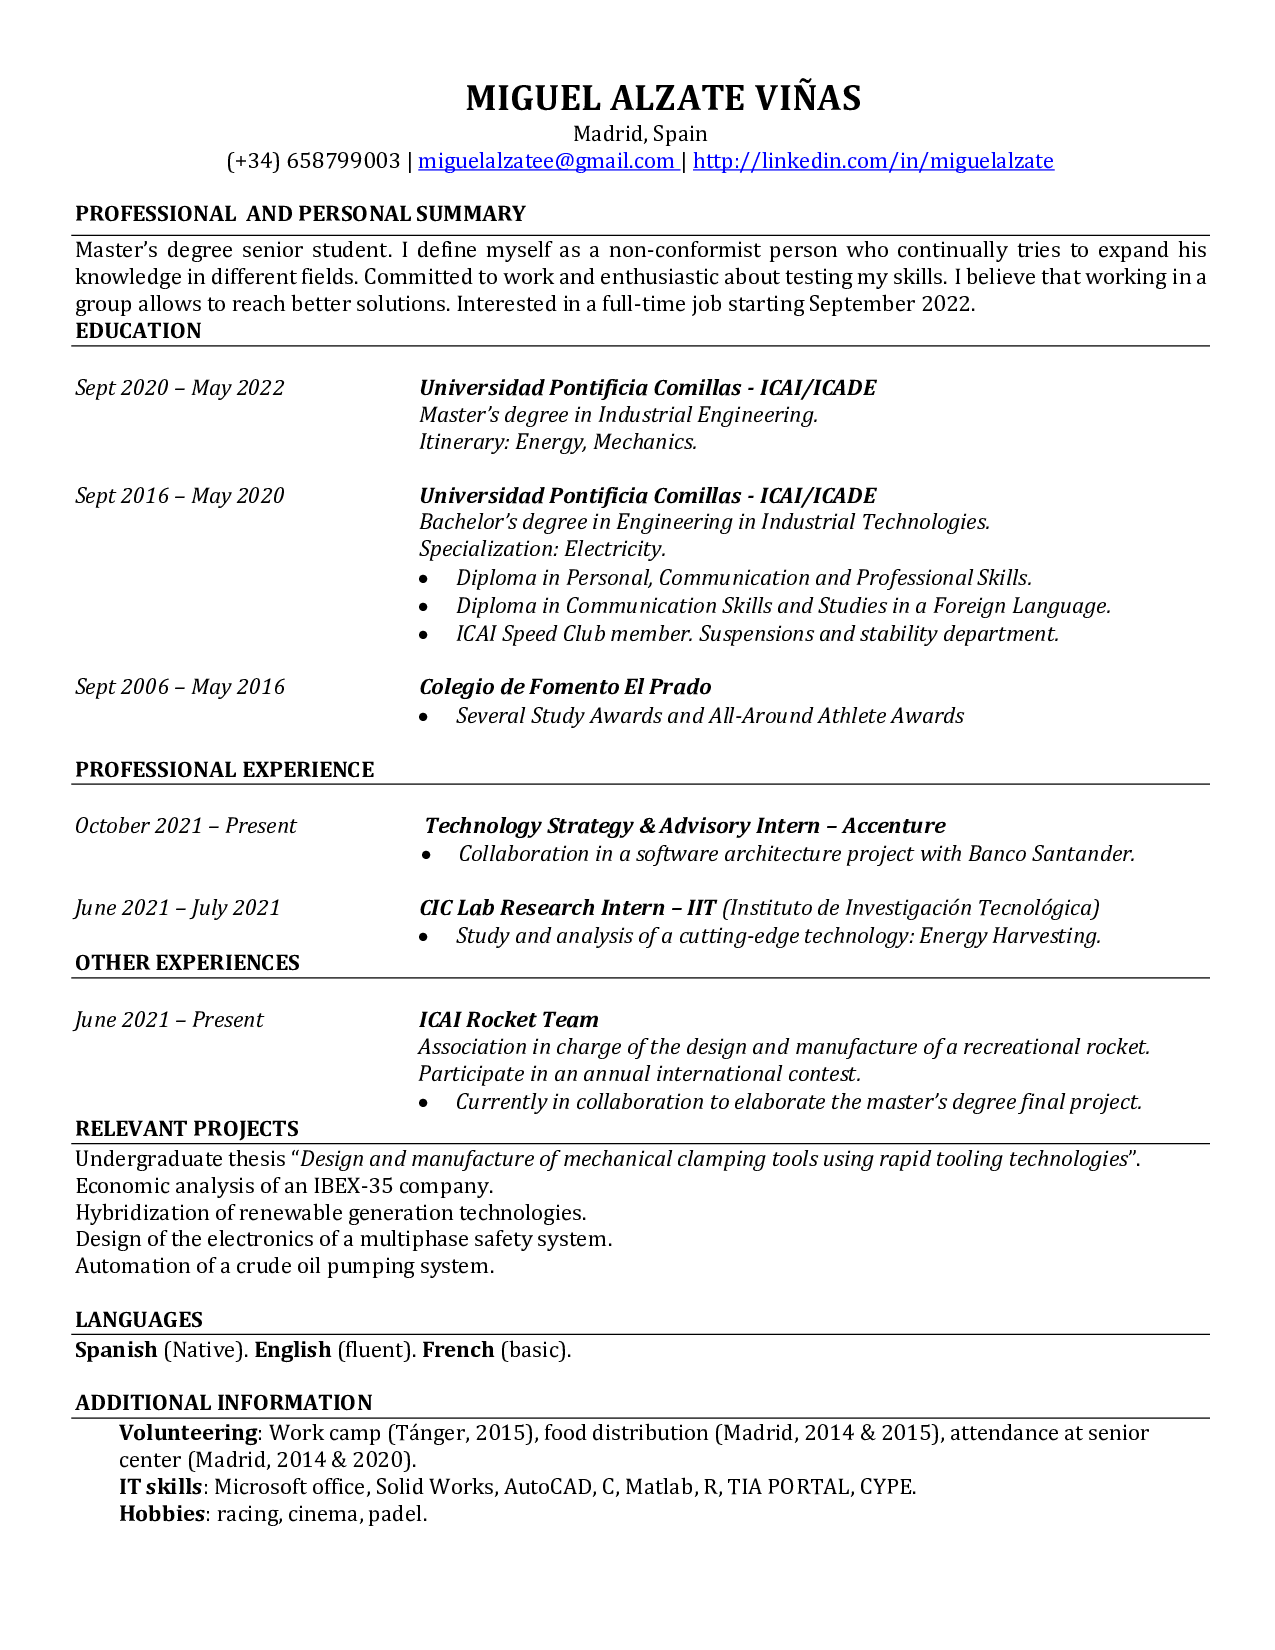 MIGUEL ALZATE VIÑAS
Madrid, Spain
(+34) 658799003 | miguelalzatee@gmail.com | http://linkedin.com/in/miguelalzate
PROFESSIONAL AND PERSONAL SUMMARY
Master’s degree senior student. I define myself as a non-conformist person who continually tries to expand his
knowledge in different fields. Committed to work and enthusiastic about testing my skills. I believe that working in a
group allows to reach better solutions. Interested in a full-time job starting September 2022.
EDUCATION
Sept 2020 – May 2022 Universidad Pontificia Comillas - ICAI/ICADE
Master’s degree in Industrial Engineering.
Itinerary: Energy, Mechanics.
Sept 2016 – May 2020 Universidad Pontificia Comillas - ICAI/ICADE
Bachelor’s degree in Engineering in Industrial Technologies.
Specialization: Electricity.
• Diploma in Personal, Communication and Professional Skills.
• Diploma in Communication Skills and Studies in a Foreign Language.
• ICAI Speed Club member. Suspensions and stability department.
Sept 2006 – May 2016 Colegio de Fomento El Prado
• Several Study Awards and All-Around Athlete Awards
PROFESSIONAL EXPERIENCE
October 2021 – Present Technology Strategy & Advisory Intern – Accenture
• Collaboration in a software architecture project with Banco Santander.
June 2021 – July 2021 CIC Lab Research Intern – IIT (Instituto de Investigación Tecnológica)
• Study and analysis of a cutting-edge technology: Energy Harvesting.
OTHER EXPERIENCES
June 2021 – Present ICAI Rocket Team
Association in charge of the design and manufacture of a recreational rocket.
Participate in an annual international contest.
• Currently in collaboration to elaborate the master’s degree final project.
RELEVANT PROJECTS
Undergraduate thesis “Design and manufacture of mechanical clamping tools using rapid tooling technologies”.
Economic analysis of an IBEX-35 company.
Hybridization of renewable generation technologies.
Design of the electronics of a multiphase safety system.
Automation of a crude oil pumping system.
LANGUAGES
Spanish (Native). English (fluent). French (basic).
ADDITIONAL INFORMATION
Volunteering: Work camp (Tánger, 2015), food distribution (Madrid, 2014 & 2015), attendance at senior
center (Madrid, 2014 & 2020).
IT skills: Microsoft office, Solid Works, AutoCAD, C, Matlab, R, TIA PORTAL, CYPE.
Hobbies: racing, cinema, padel.